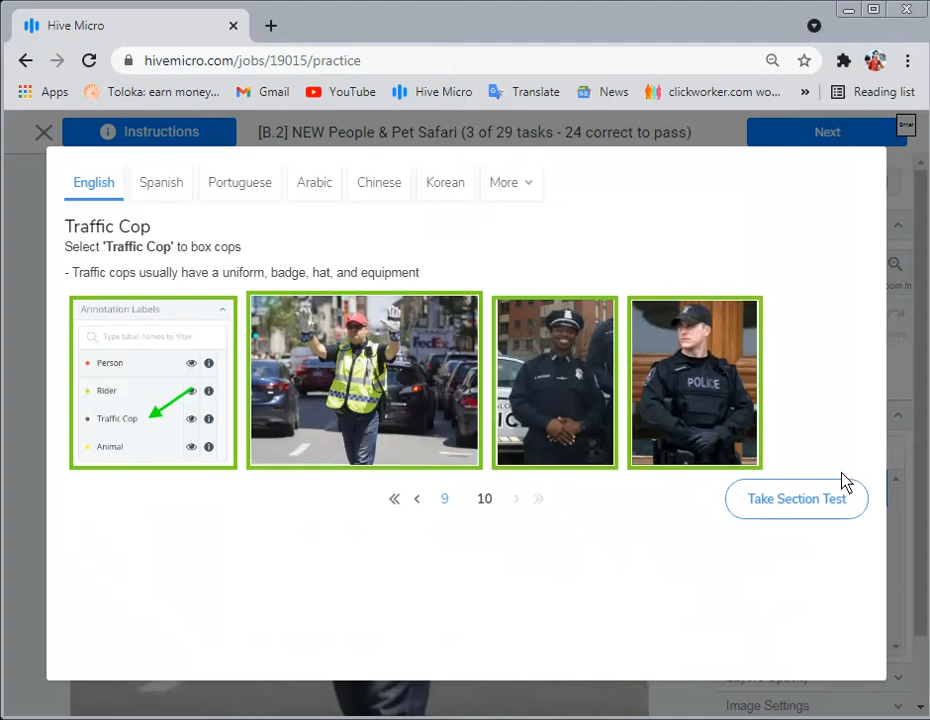 Hive Micro
hivemicro.com/jobs/19015/practice
Apps
Toloka: earn money...
Gmail
YouTube
Hive Micro
Translate
News
clickworker.com wo...
»
Reading list
Instructions
[B.2] NEW People & Pet Safari (3 of 29 tasks - 24 correct to pass)
Next
English
Spanish
Portuguese
Arabic
Chinese
Korean
More
Traffic Cop
Select 'Traffic Cop' to box cops
- Traffic cops usually have a uniform, badge, hat, and equipment
Annotation Labels
Type label names to filter
Person
Rider
Traffic Cop
Animal
FedEx
POLICE
9
10
Take Section Test
Image Settings